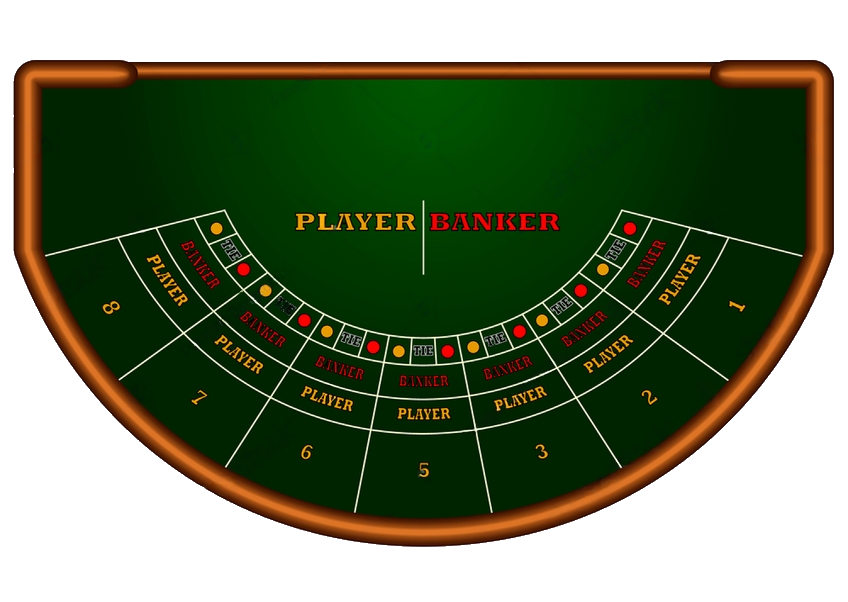 PLAYER BANKER
TIE
BANKER
PLAYER
8
TIE
BANKER
PLAYER
7
TIE
BANKER
PLAYER
6
TIE
BANKER
PLAYER
5
TIE
BANKER
PLAYER
3
TIE
BANKER
PLAYER
2
TIE
BANKER
PLAYER
1